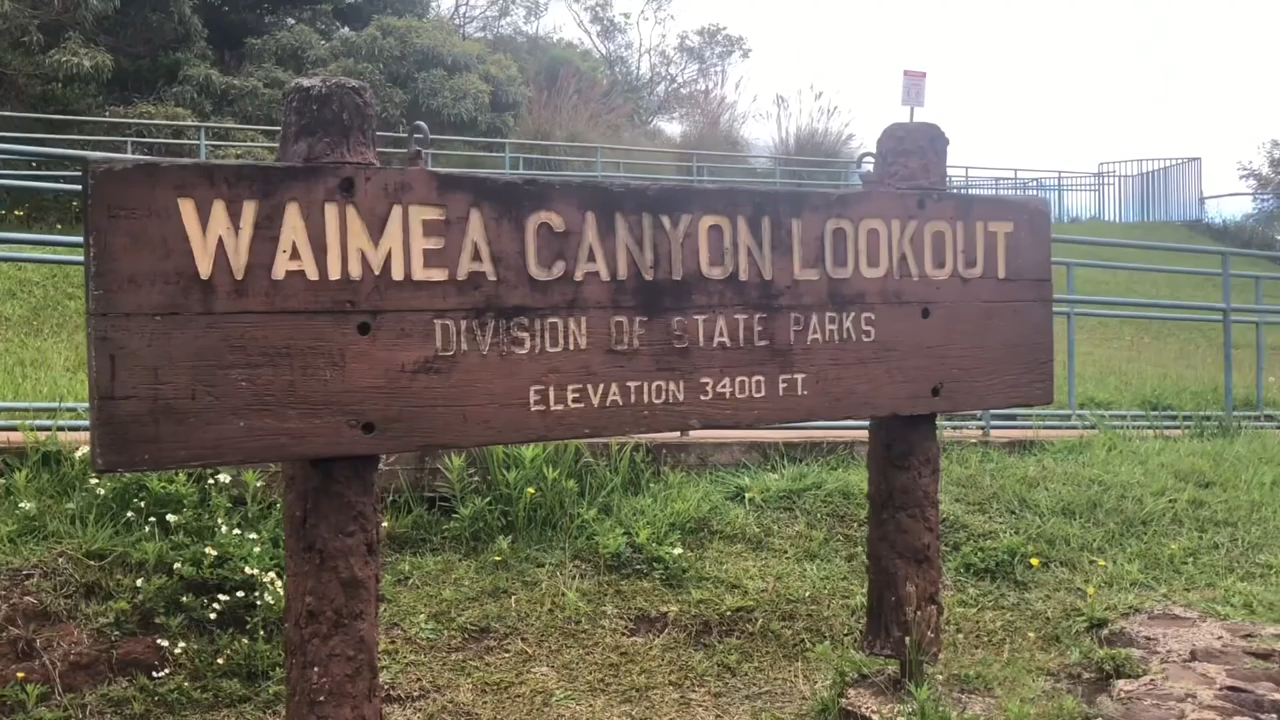 WAIMEA CANYON LOOKOUT
DIVISION OF STATE PARKS
ELEVATION 3400 FT.